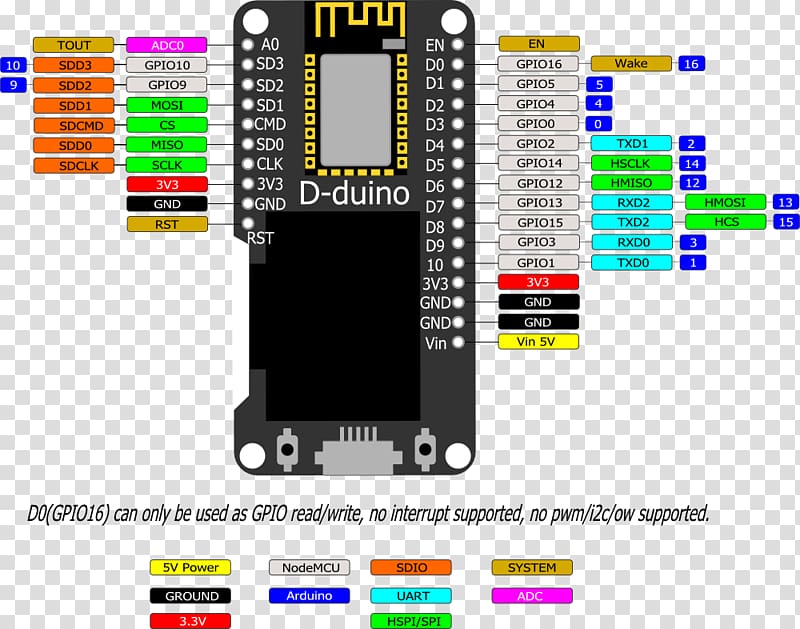 TOUT ADC0 A0 EN EN
10 SDD3 GPIO10 SD3 D0 GPIO16 Wake 16
9 SDD2 GPIO9 SD2 D1 GPIO5 5
SDD1 MOSI SD1 D2 GPIO4 4
SDCMD CS CMD D3 GPIO0 0
SDD0 MISO SD0 D4 GPIO2 TXD1 2
SDCLK SCLK CLK D5 GPIO14 HSCLK 14
3V3 3V3 D6 GPIO12 HMISO 12
GND GND D-duino D7 GPIO13 RXD2 HMOSI 13
RST RST D8 GPIO15 TXD2 HCS 15
D9 GPIO3 RXD0 3
10 GPIO1 TXD0 1
3V3 3V3
GND GND
GND GND
Vin Vin 5V
D0(GPIO16) can only be used as GPIO read/write, no interrupt supported, no pwm/i2c/ow supported.
5V Power NodeMCU SDIO SYSTEM
GROUND Arduino UART ADC
3.3V HSPI/SPI